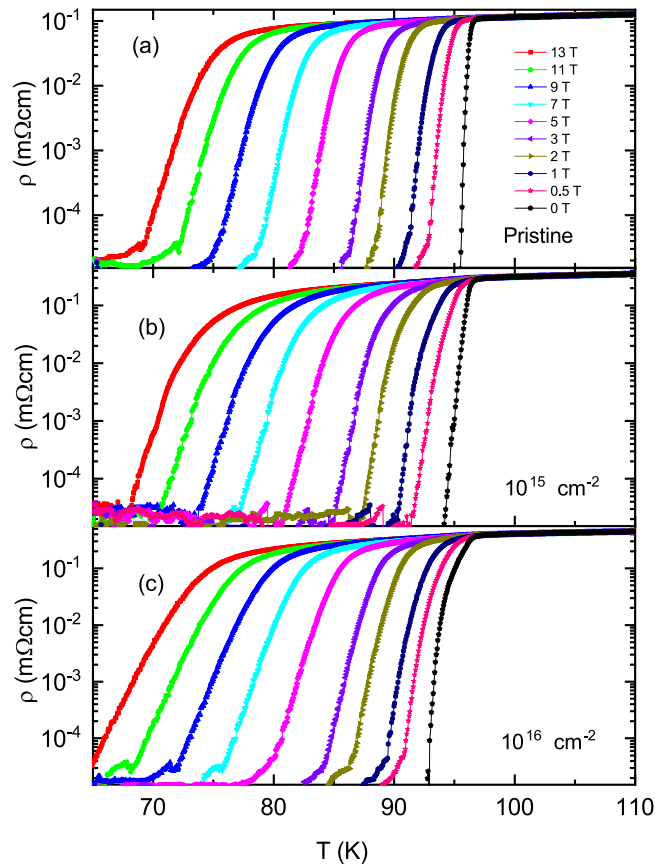 (a)
10⁻¹
10⁻²
10⁻³
10⁻⁴
ρ (mΩcm)
13 T
11 T
9 T
7 T
5 T
3 T
2 T
1 T
0.5 T
0 T
Pristine
(b)
10⁻¹
10⁻²
10⁻³
10⁻⁴
ρ (mΩcm)
10¹⁵ cm⁻²
(c)
10⁻¹
10⁻²
10⁻³
10⁻⁴
ρ (mΩcm)
10¹⁶ cm⁻²
70 80 90 100 110
T (K)